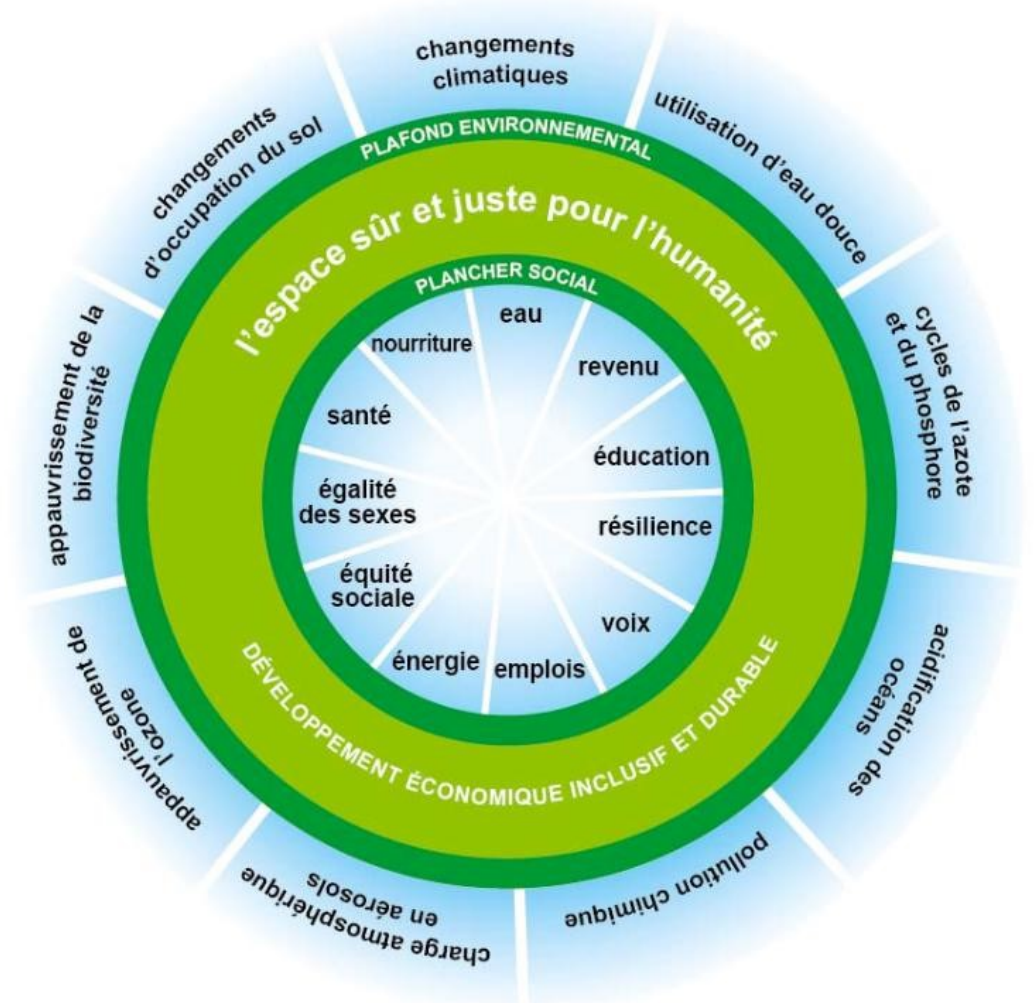 changements
climatiques
utilisation d'eau douce
cycles de l'azote
et du phosphore
acidification des
océans
pollution chimique
charge atmosphérique
en aérosols
appauvrissement de
l'ozone
appauvrissement de la
biodiversité
changements
d'occupation du sol
PLAFOND ENVIRONNEMENTAL
l'espace sûr et juste pour l'humanité
PLANCHER SOCIAL
eau
revenu
éducation
résilience
voix
emplois
énergie
équité
sociale
égalité
des sexes
santé
nourriture
DÉVELOPPEMENT ÉCONOMIQUE INCLUSIF ET DURABLE